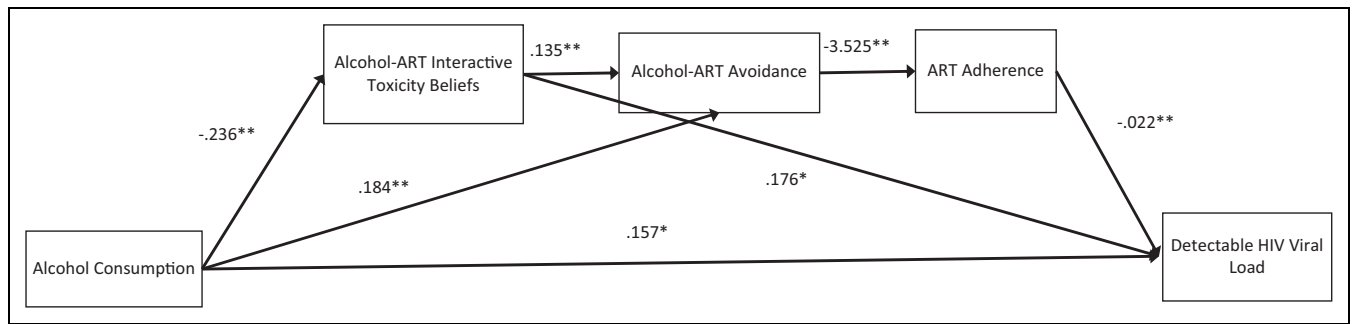 Alcohol-ART Interactive
Toxicity Beliefs
.135**
Alcohol-ART Avoidance
-3.525**
ART Adherence
-.236**
-.022**
.184**
.176*
.157*
Alcohol Consumption
Detectable HIV Viral
Load